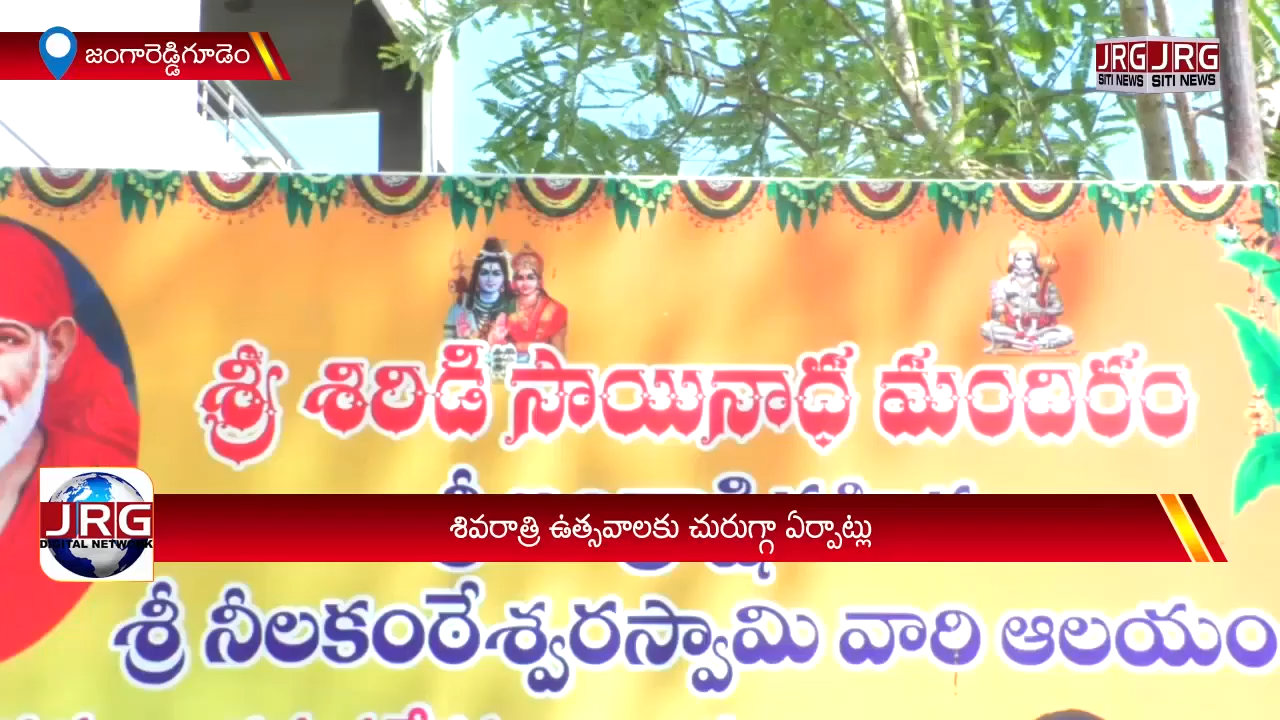 జంగారెడ్డిగూడెం
JRG JRG
SITI NEWS SITI NEWS
శ్రీ శిరిడి సాయినాధ మందిరం
JRG
DIGITAL NETWORK
శివరాత్రి ఉత్సవాలకు చురుగ్గా ఏర్పాట్లు
శ్రీ నీలకంఠేశ్వరస్వామి వారి ఆలయం